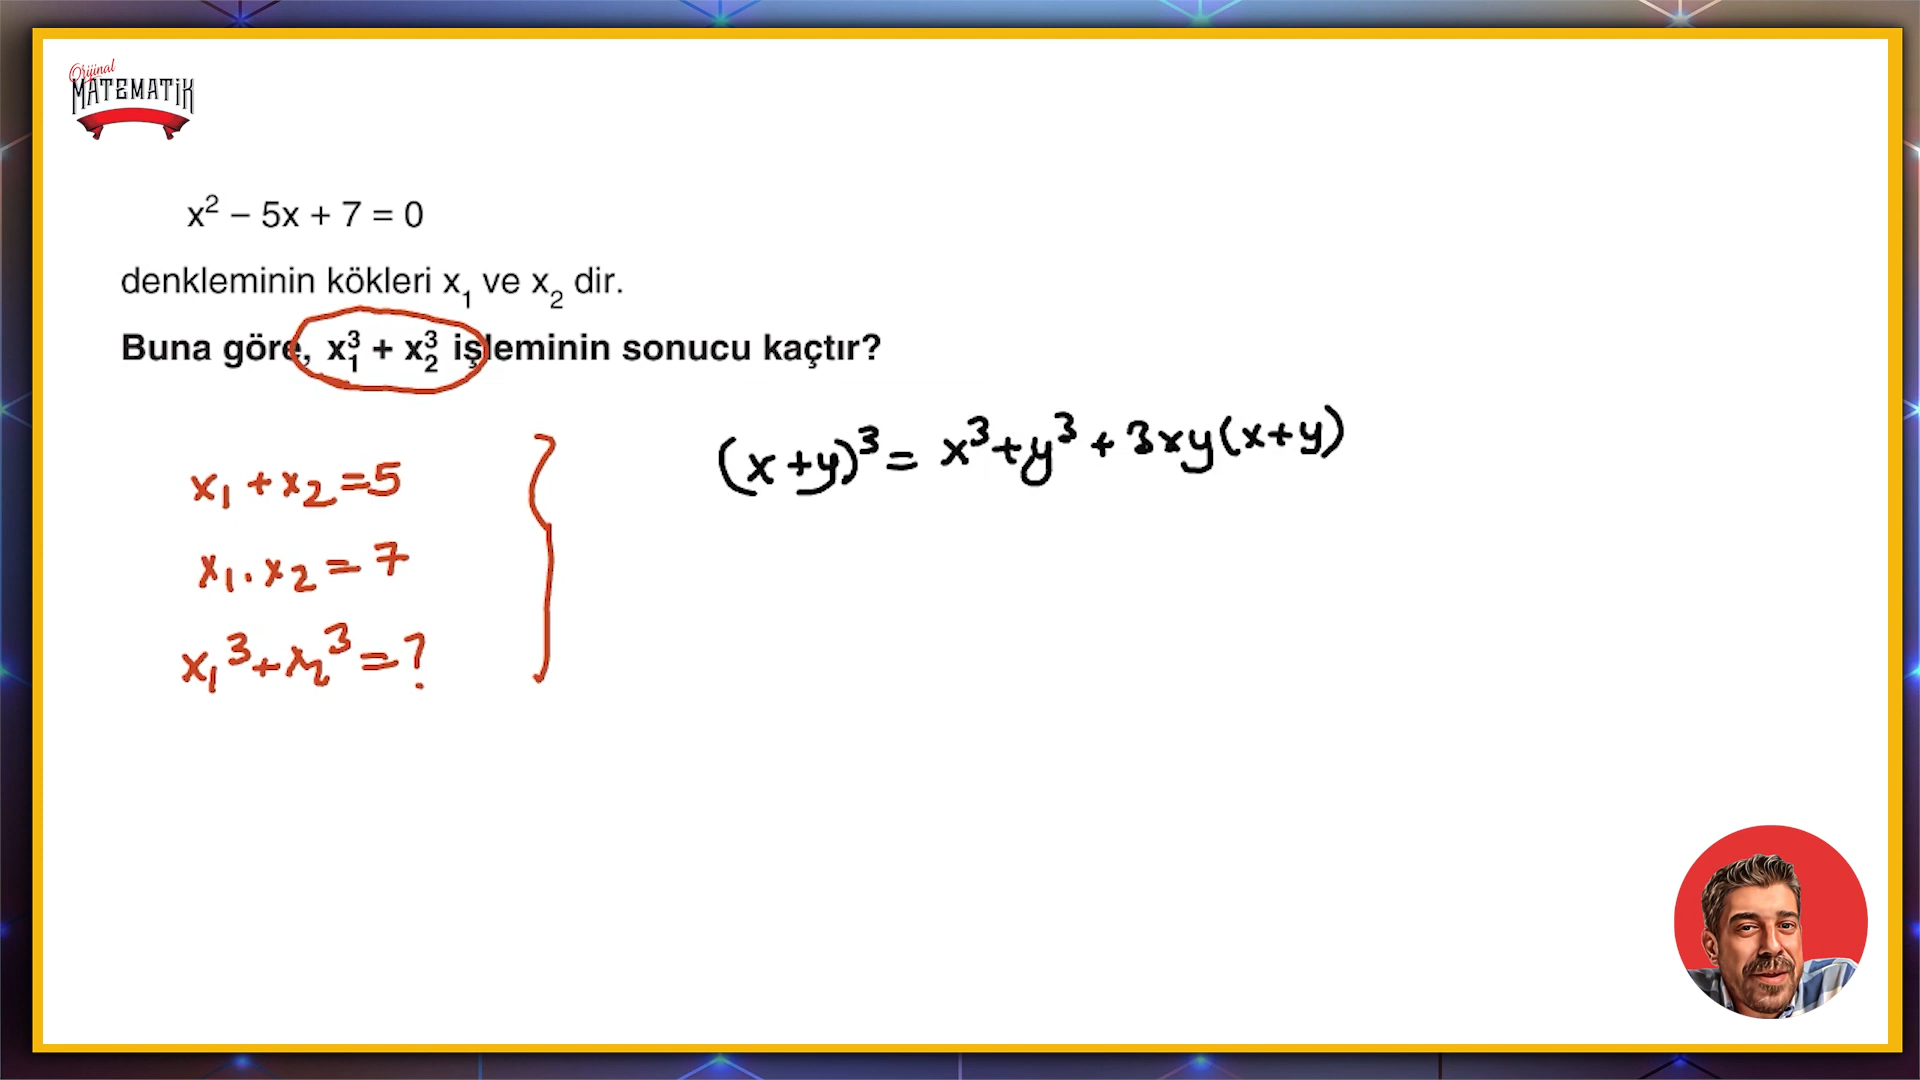 Orijinal
MATEMATİK
x² – 5x + 7 = 0
denkleminin kökleri x₁ ve x₂ dir.
Buna göre, x₁³ + x₂³ işleminin sonucu kaçtır?
x₁ + x₂ = 5
x₁ . x₂ = 7
x₁³ + x₂³ = ?
(x + y)³ = x³ + y³ + 3xy(x + y)